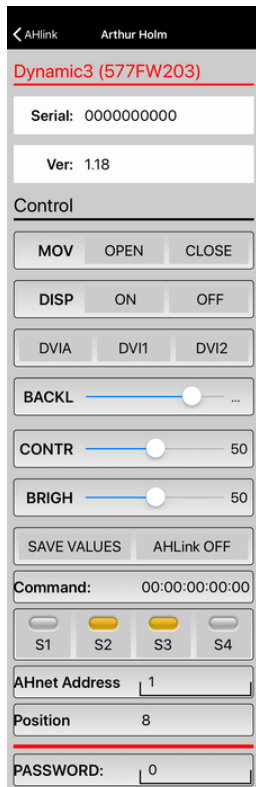 AHlink Arthur Holm
Dynamic3 (577FW203)
Serial: 0000000000
Ver: 1.18
Control
MOV OPEN CLOSE
DISP ON OFF
DVIA DVI1 DVI2
BACKL ...
CONTR 50
BRIGH 50
SAVE VALUES AHLink OFF
Command: 00:00:00:00:00
S1 S2 S3 S4
AHnet Address 1
Position 8
PASSWORD: 0